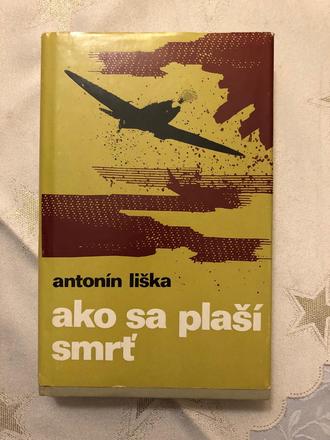 antonín liška
ako sa plaší
smrť